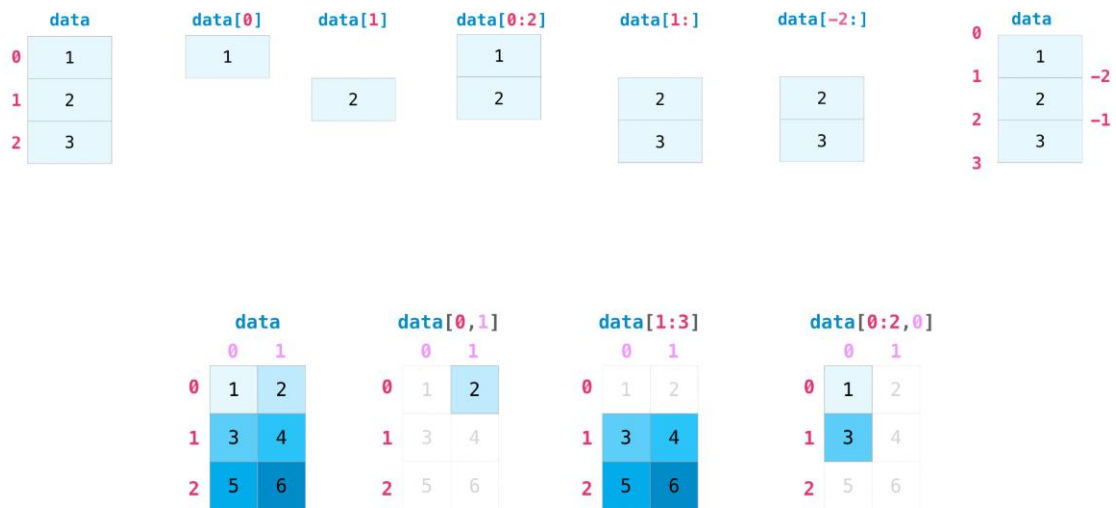 data data[0] data[1] data[0:2] data[1:] data[-2:] data
0
0 1 1 1 1
1 2 2 2 2 2 1 2 -2
2 3 3 3 2 3 -1
3
data data[0,1] data[1:3] data[0:2,0]
0 1 0 1 0 1 0 1
0 1 2 0 1 2 0 1 2 0 1 2
1 3 4 1 3 4 1 3 4 1 3 4
2 5 6 2 5 6 2 5 6 2 5 6